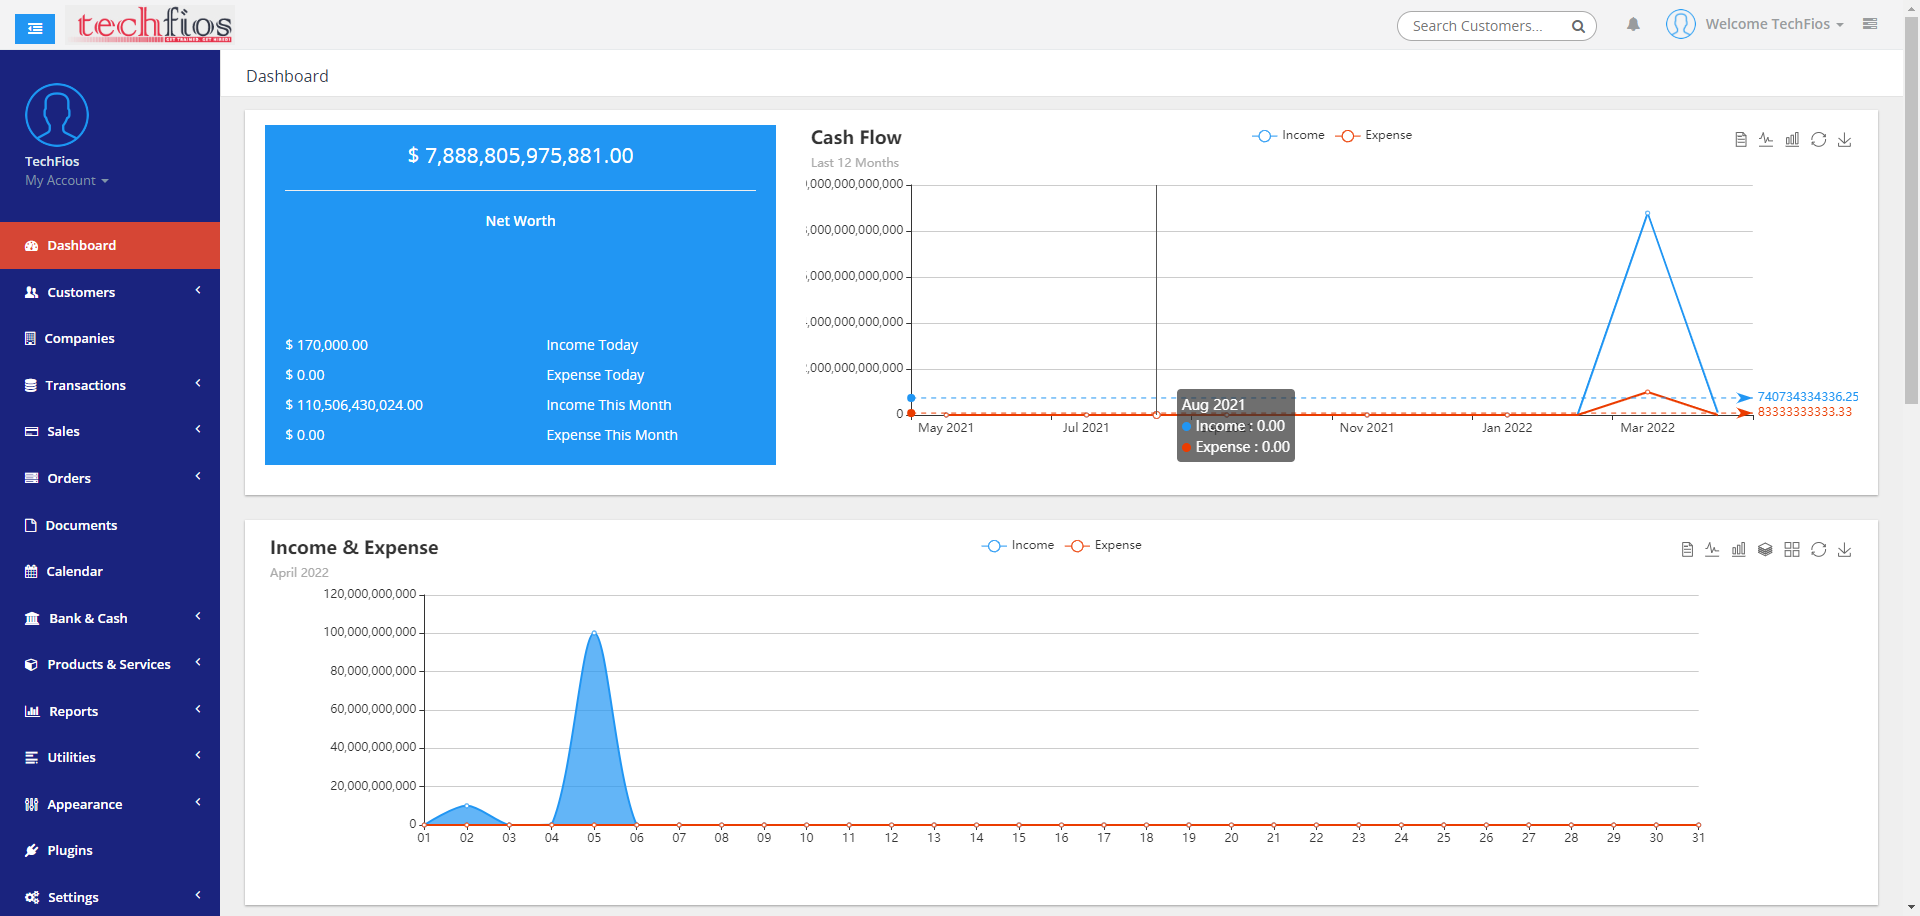 techfios
Search Customers...
Welcome TechFios
Dashboard
TechFios
My Account
Dashboard
Customers
Companies
Transactions
Sales
Orders
Documents
Calendar
Bank & Cash
Products & Services
Reports
Utilities
Appearance
Plugins
Settings
$ 7,888,805,975,881.00
Net Worth
$ 170,000.00 Income Today
$ 0.00 Expense Today
$ 110,506,430,024.00 Income This Month
$ 0.00 Expense This Month
Cash Flow
Last 12 Months
Income Expense
,000,000,000,000
,000,000,000,000
,000,000,000,000
,000,000,000,000
,000,000,000,000
0
740734334336.25
83333333333.33
May 2021 Jul 2021 Nov 2021 Jan 2022 Mar 2022
Aug 2021
Income : 0.00
Expense : 0.00
Income & Expense
April 2022
Income Expense
120,000,000,000
100,000,000,000
80,000,000,000
60,000,000,000
40,000,000,000
20,000,000,000
0
01 02 03 04 05 06 07 08 09 10 11 12 13 14 15 16 17 18 19 20 21 22 23 24 25 26 27 28 29 30 31